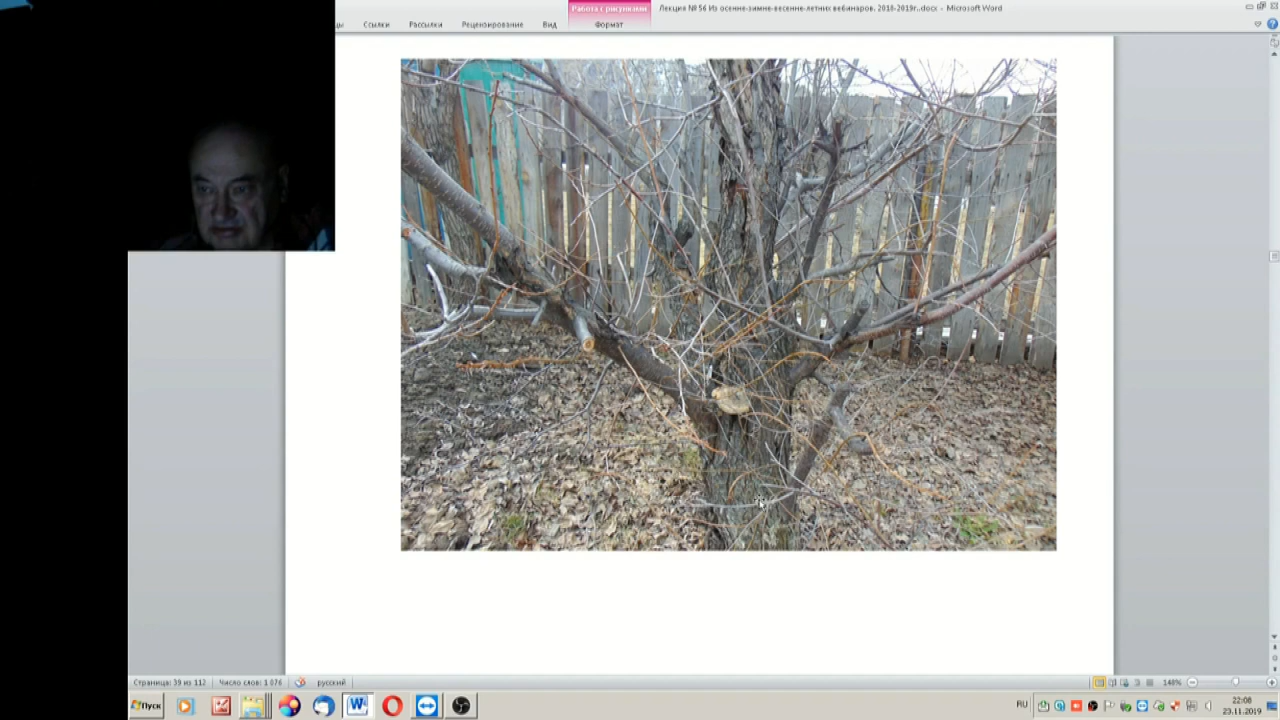 Работа с рисунками
Лекция № 56 Из осенне-зимне-весенне-летних вебинаров. 2018-2019г..docx - Microsoft Word
Ссылки Рассылки Рецензирование Вид Формат
Страница: 39 из 112 Число слов: 1 076 русский 148%
Пуск
RU 22:08
23.11.2019